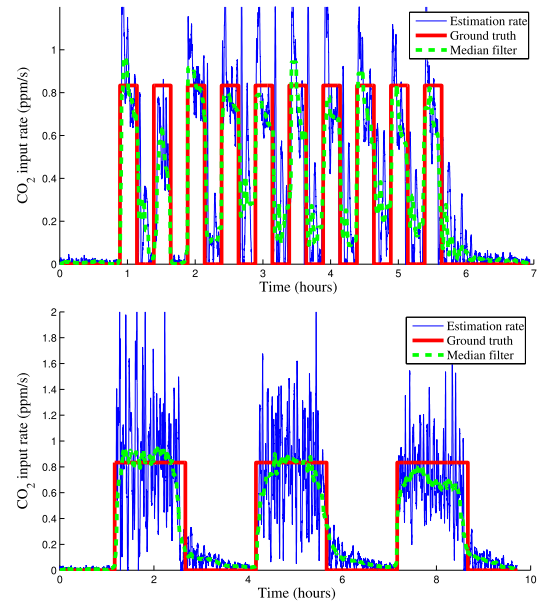 Estimation rate
Ground truth
Median filter
CO2 input rate (ppm/s)
1
0.8
0.6
0.4
0.2
0
0 1 2 3 4 5 6 7
Time (hours)
Estimation rate
Ground truth
Median filter
CO2 input rate (ppm/s)
2
1.8
1.6
1.4
1.2
1
0.8
0.6
0.4
0.2
0
0 2 4 6 8 10
Time (hours)